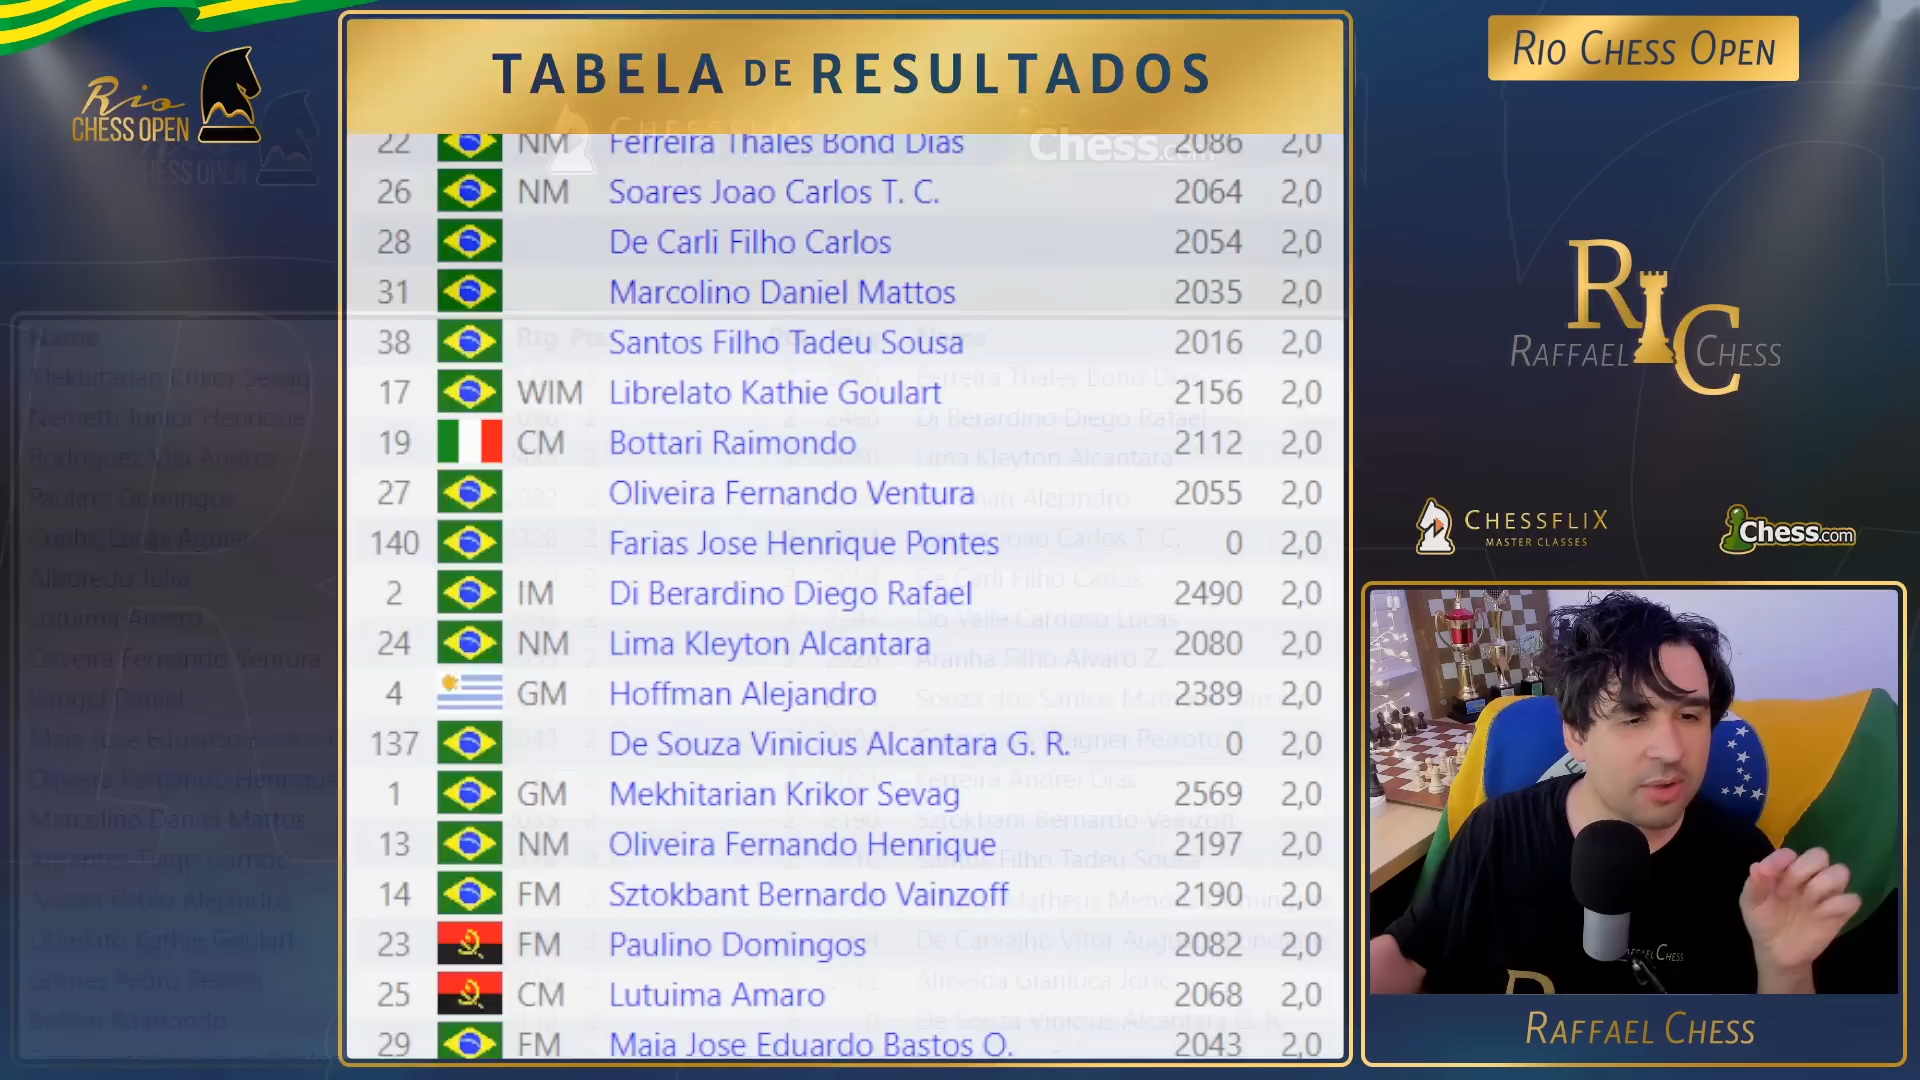 Rio
CHESS OPEN
TABELA DE RESULTADOS
RIO CHESS OPEN
22 NM Ferreira Thales Bond Dias 2086 2,0
26 NM Soares Joao Carlos T. C. 2064 2,0
28 De Carli Filho Carlos 2054 2,0
31 Marcolino Daniel Mattos 2035 2,0
38 Santos Filho Tadeu Sousa 2016 2,0
17 WIM Librelato Kathie Goulart 2156 2,0
19 CM Bottari Raimondo 2112 2,0
27 Oliveira Fernando Ventura 2055 2,0
140 Farias Jose Henrique Pontes 0 2,0
2 IM Di Berardino Diego Rafael 2490 2,0
24 NM Lima Kleyton Alcantara 2080 2,0
4 GM Hoffman Alejandro 2389 2,0
137 De Souza Vinicius Alcantara G. R. 0 2,0
1 GM Mekhitarian Krikor Sevag 2569 2,0
13 NM Oliveira Fernando Henrique 2197 2,0
14 FM Sztokbant Bernardo Vainzoff 2190 2,0
23 FM Paulino Domingos 2082 2,0
25 CM Lutuima Amaro 2068 2,0
29 FM Maia Jose Eduardo Bastos O. 2043 2,0
RC
RAFFAEL CHESS
CHESSFLIX
MASTER CLASSES
Chess.com
RAFFAEL CHESS